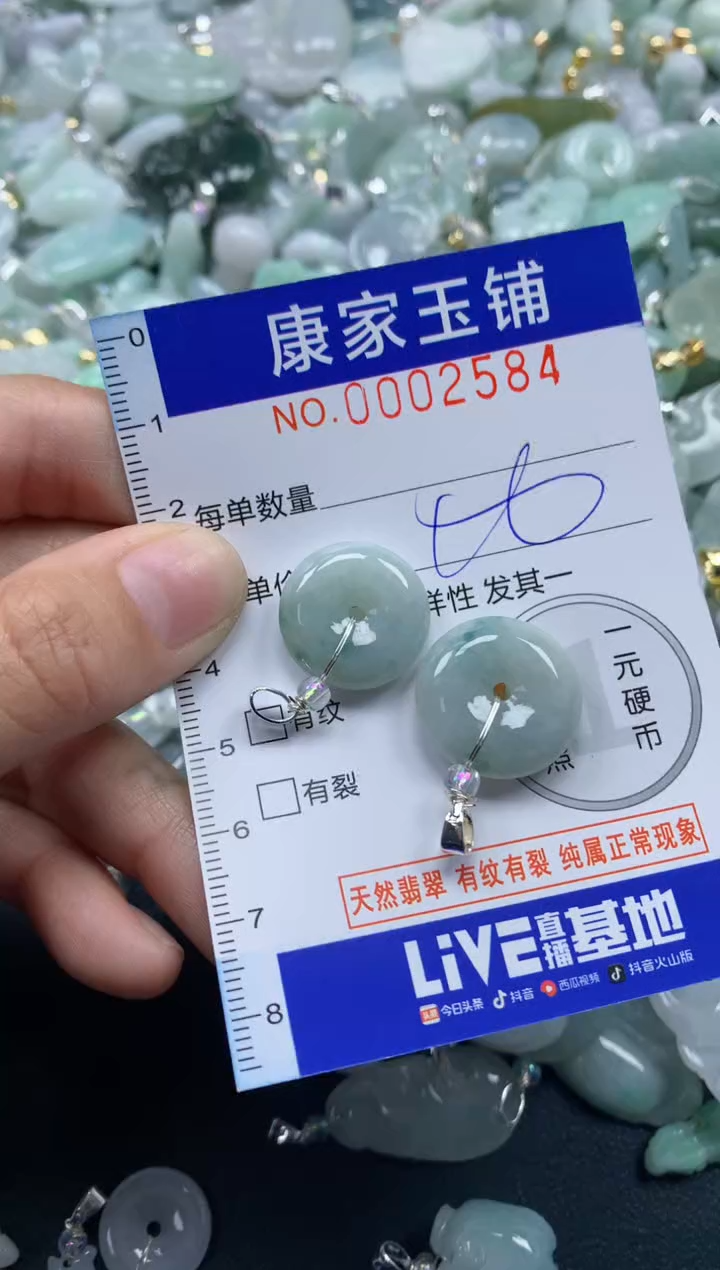 康家玉铺
NO.0002584
0
1
2 每单数量
单价
样性 发其一
一元硬币
4
5
有纹
有裂
6
天然翡翠 有纹有裂 纯属正常现象
7
LiVE直播基地
8
头条 今日头条 抖音 西瓜视频 抖音火山版